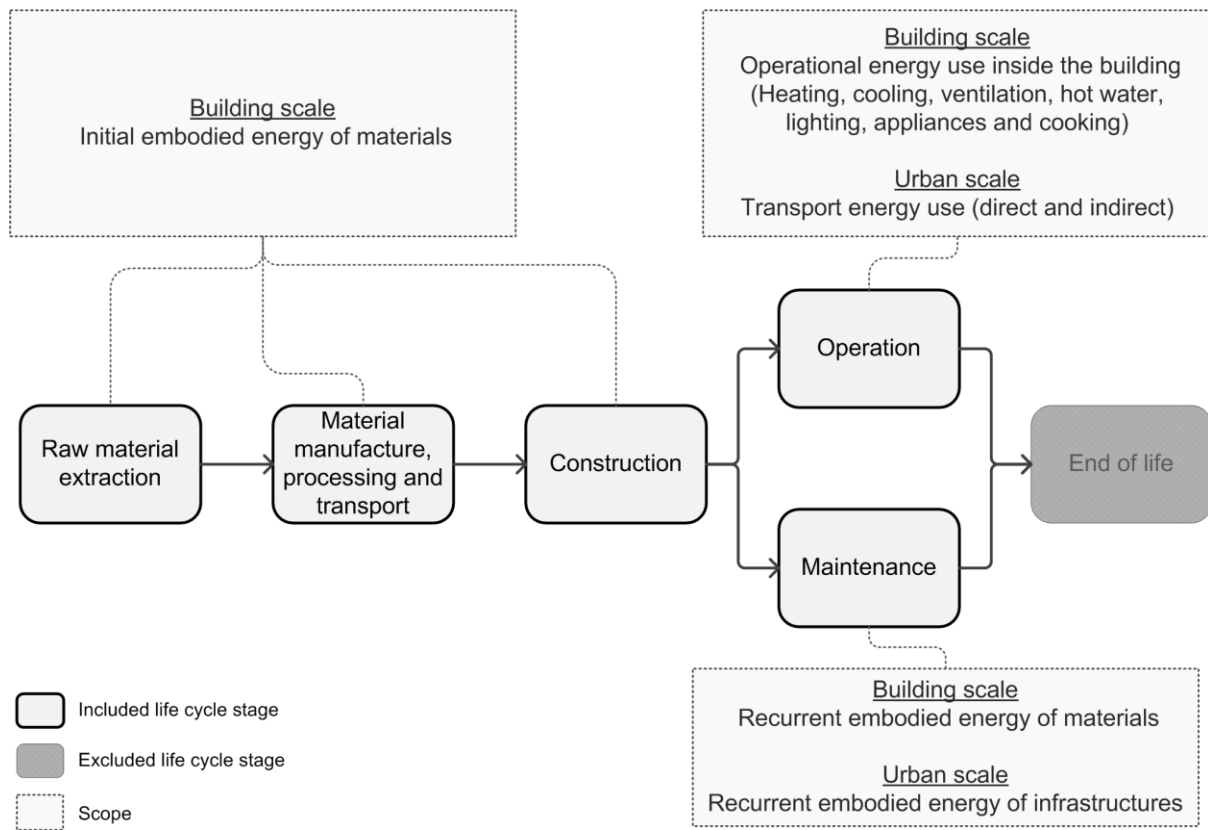 Building scale
Initial embodied energy of materials
Building scale
Operational energy use inside the building
(Heating, cooling, ventilation, hot water,
lighting, appliances and cooking)
Urban scale
Transport energy use (direct and indirect)
Raw material
extraction
Material
manufacture,
processing and
transport
Construction
Operation
Maintenance
End of life
Building scale
Recurrent embodied energy of materials
Urban scale
Recurrent embodied energy of infrastructures
Included life cycle stage
Excluded life cycle stage
Scope